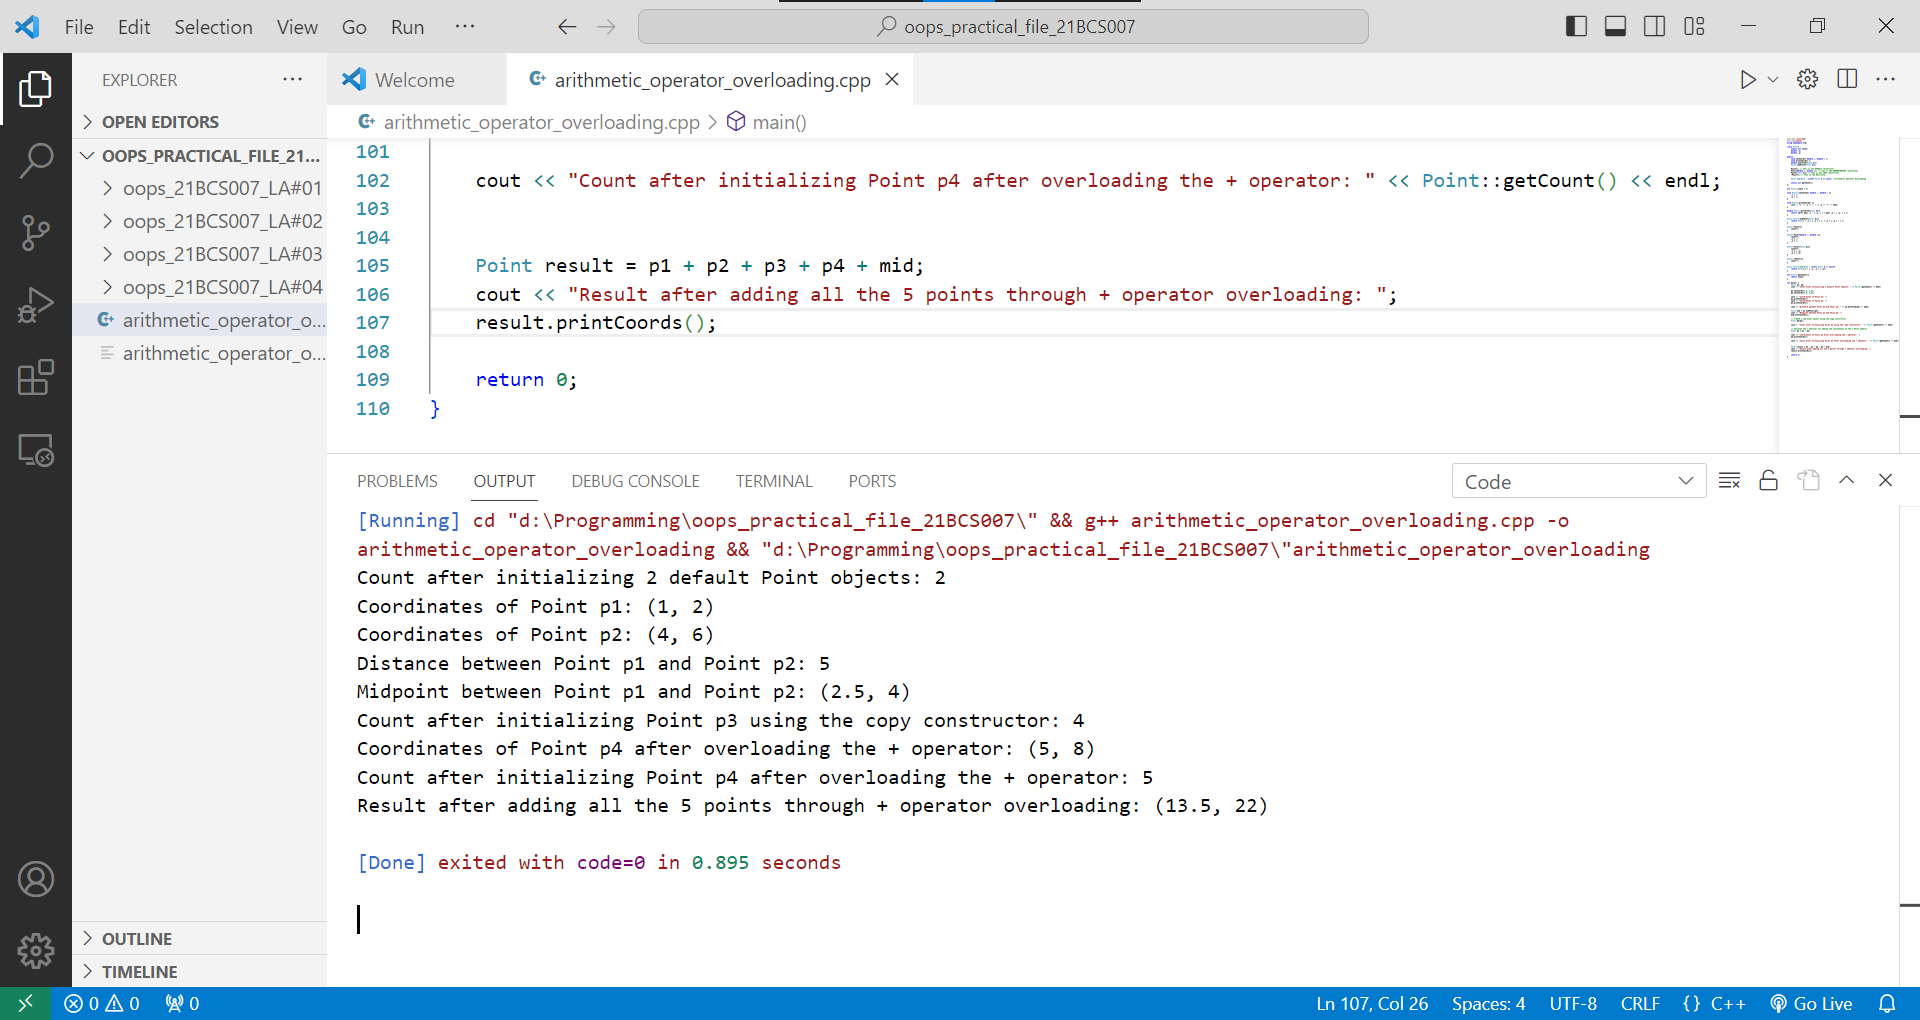 File Edit Selection View Go Run ··· oops_practical_file_21BCS007
EXPLORER ···
OPEN EDITORS
OOPS_PRACTICAL_FILE_21...
oops_21BCS007_LA#01
oops_21BCS007_LA#02
oops_21BCS007_LA#03
oops_21BCS007_LA#04
arithmetic_operator_o...
arithmetic_operator_o...
OUTLINE
TIMELINE
Welcome arithmetic_operator_overloading.cpp
arithmetic_operator_overloading.cpp > main()
101
102 cout << "Count after initializing Point p4 after overloading the + operator: " << Point::getCount() << endl;
103
104
105 Point result = p1 + p2 + p3 + p4 + mid;
106 cout << "Result after adding all the 5 points through + operator overloading: ";
107 result.printCoords();
108
109 return 0;
110 }
PROBLEMS OUTPUT DEBUG CONSOLE TERMINAL PORTS Code
[Running] cd "d:\Programming\oops_practical_file_21BCS007\" && g++ arithmetic_operator_overloading.cpp -o
arithmetic_operator_overloading && "d:\Programming\oops_practical_file_21BCS007\"arithmetic_operator_overloading
Count after initializing 2 default Point objects: 2
Coordinates of Point p1: (1, 2)
Coordinates of Point p2: (4, 6)
Distance between Point p1 and Point p2: 5
Midpoint between Point p1 and Point p2: (2.5, 4)
Count after initializing Point p3 using the copy constructor: 4
Coordinates of Point p4 after overloading the + operator: (5, 8)
Count after initializing Point p4 after overloading the + operator: 5
Result after adding all the 5 points through + operator overloading: (13.5, 22)
[Done] exited with code=0 in 0.895 seconds
0 0 0 Ln 107, Col 26 Spaces: 4 UTF-8 CRLF {} C++ Go Live